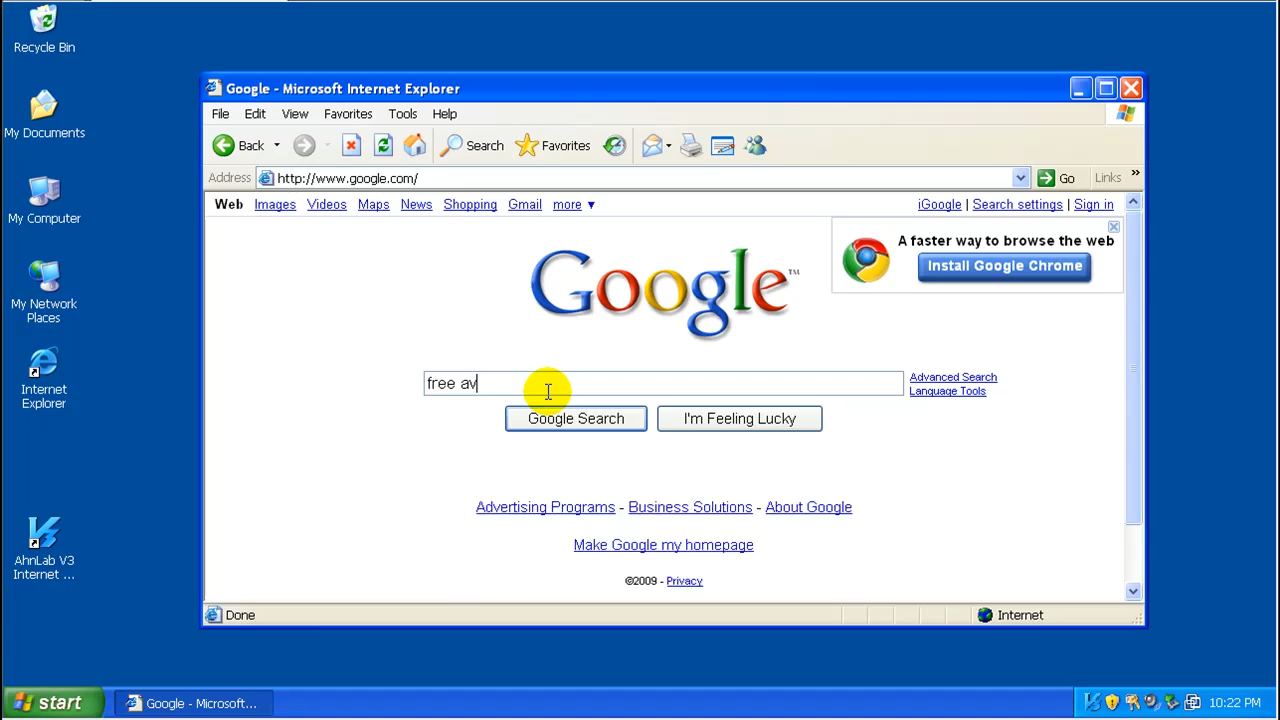 Recycle Bin
My Documents
My Computer
My Network
Places
Internet
Explorer
AhnLab V3
Internet ...
Google - Microsoft Internet Explorer
File Edit View Favorites Tools Help
Back Search Favorites
Address http://www.google.com/ Go Links »
Web Images Videos Maps News Shopping Gmail more ▼ iGoogle | Search settings | Sign in
A faster way to browse the web
Install Google Chrome
Google™
free av
Advanced Search
Language Tools
Google Search I'm Feeling Lucky
Advertising Programs - Business Solutions - About Google
Make Google my homepage
©2009 - Privacy
Done Internet
start Google - Microsoft... 10:22 PM